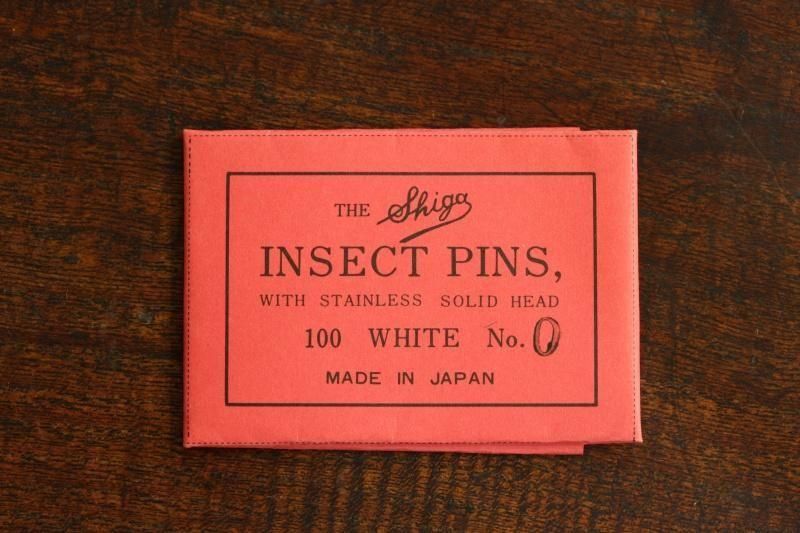 THE Shiga
INSECT PINS,
WITH STAINLESS SOLID HEAD
100 WHITE No. 0
MADE IN JAPAN